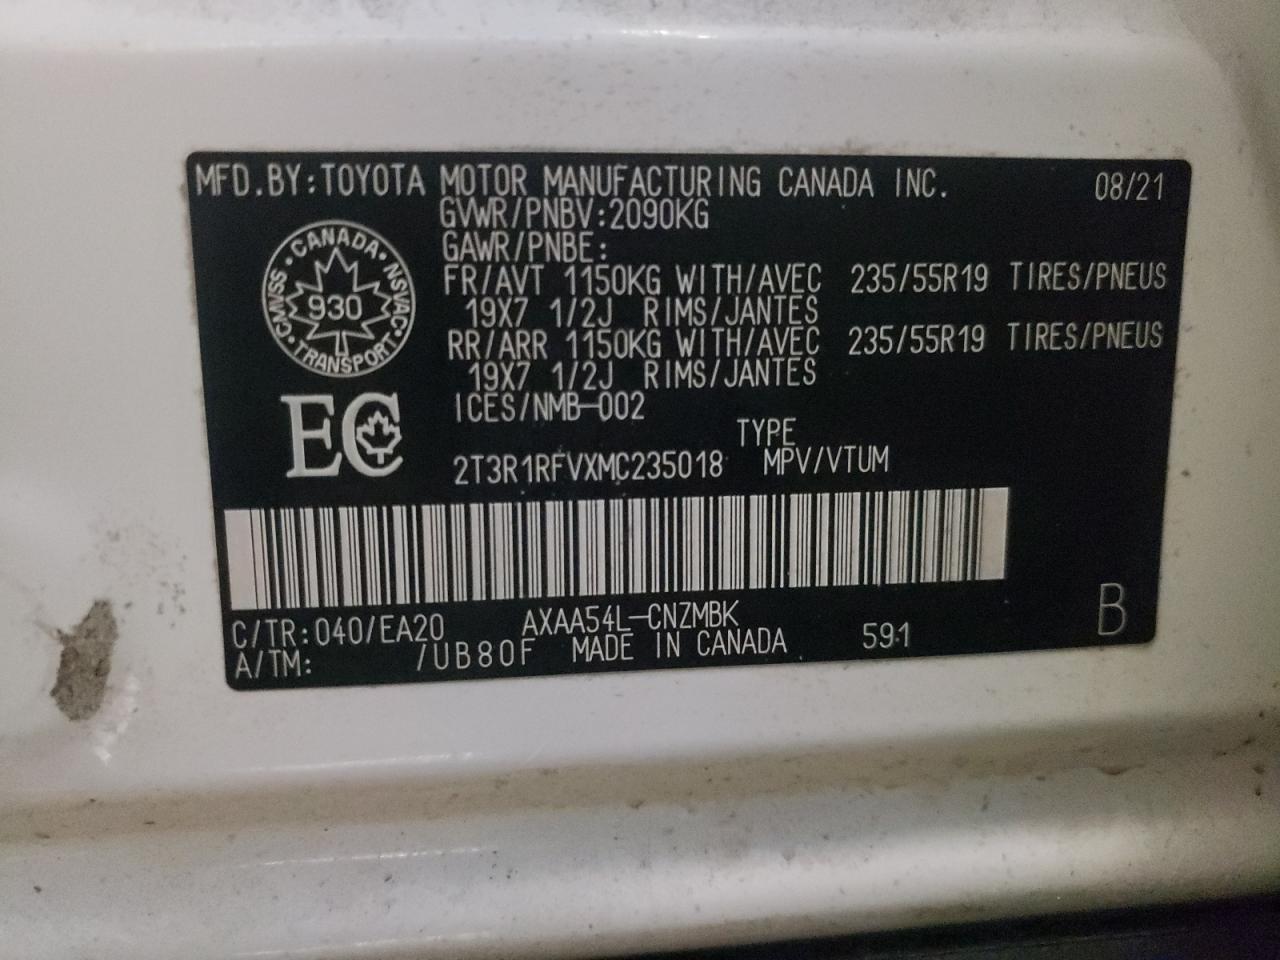 MFD.BY:TOYOTA MOTOR MANUFACTURING CANADA INC. 08/21
GVWR/PNBV:2090KG
GAWR/PNBE:
FR/AVT 1150KG WITH/AVEC 235/55R19 TIRES/PNEUS
19X7 1/2J RIMS/JANTES
RR/ARR 1150KG WITH/AVEC 235/55R19 TIRES/PNEUS
19X7 1/2J RIMS/JANTES
ICES/NMB-002
CANADA
CMVSS NSVAC
930
TRANSPORT
EC
TYPE
2T3R1RFVXMC235018 MPV/VTUM
C/TR:040/EA20 AXAA54L-CNZMBK
A/TM: /UB80F MADE IN CANADA 591
B